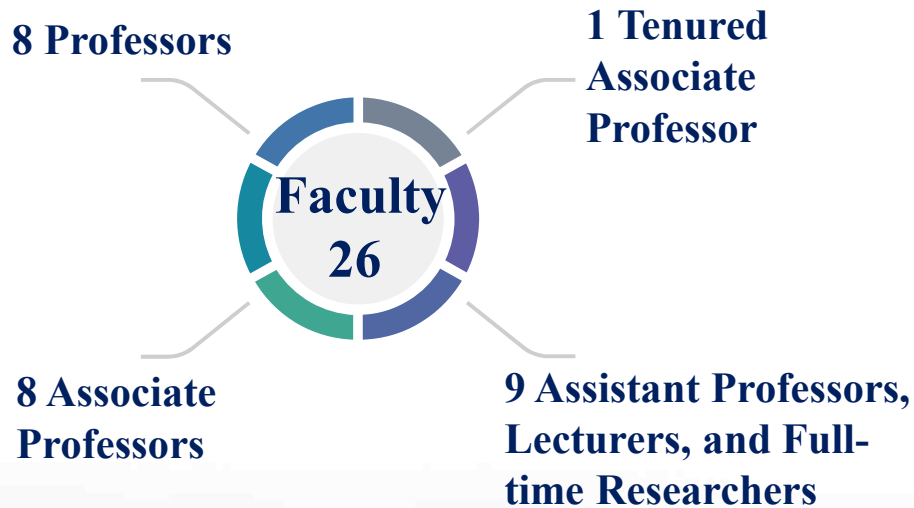 8 Professors
1 Tenured
Associate
Professor
Faculty
26
8 Associate
Professors
9 Assistant Professors,
Lecturers, and Full-
time Researchers